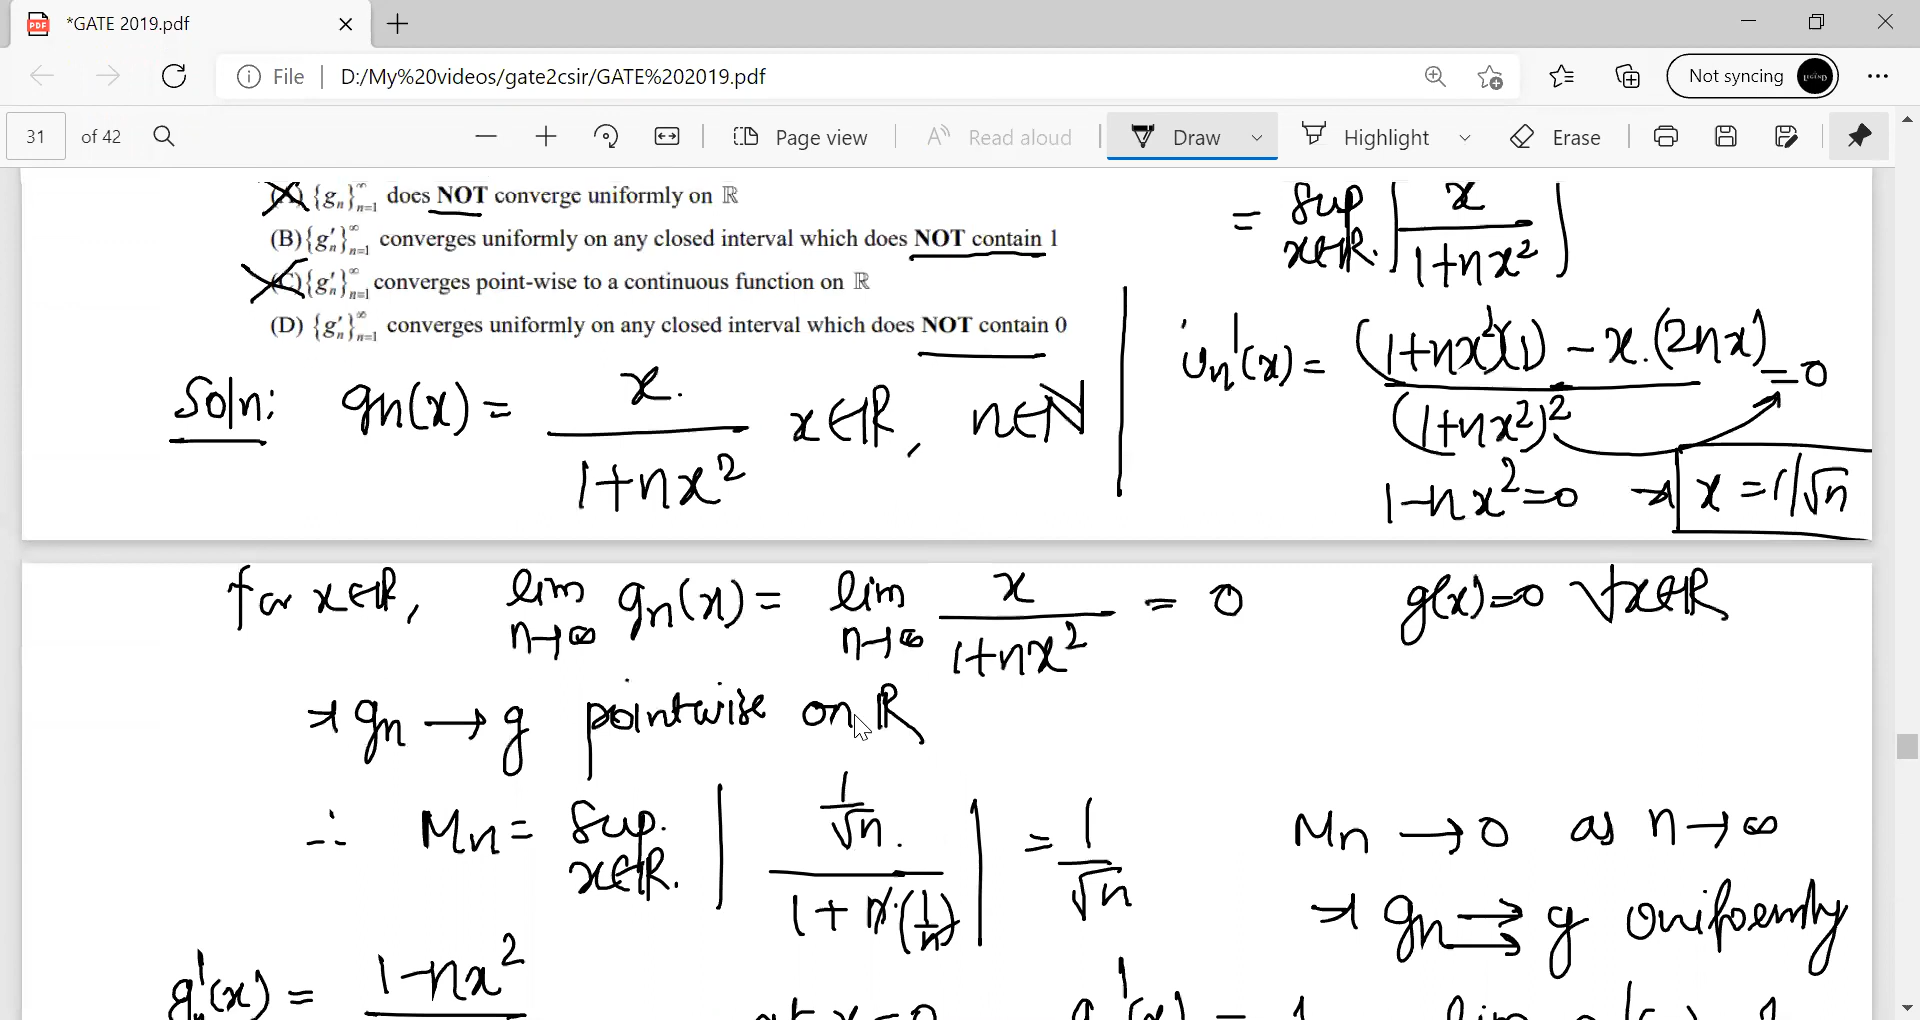 *GATE 2019.pdf
File | D:/My%20videos/gate2csir/GATE%202019.pdf
Not syncing
31 of 42
Page view
Read aloud
Draw
Highlight
Erase
(A) {gₙ}ₙ₌₁^∞ does NOT converge uniformly on ℝ
(B) {g′ₙ}ₙ₌₁^∞ converges uniformly on any closed interval which does NOT contain 1
(C) {g′ₙ}ₙ₌₁^∞ converges point-wise to a continuous function on ℝ
(D) {g′ₙ}ₙ₌₁^∞ converges uniformly on any closed interval which does NOT contain 0
Soln: gn(x) = x / 1+nx² x∈ℝ, n∈ℕ
= Sup x∈ℝ. | x / 1+nx² |
un'(x) = (1+nx²)(1) - x.(2nx) / (1+nx²)² = 0
1-nx²=0 → x = 1/√n
for x∈ℝ, lim n→∞ gn(x) = lim n→∞ x / 1+nx² = 0 g(x)=0 ∀x∈ℝ
→ gn → g pointwise on ℝ
∴ Mn = Sup. x∈ℝ. | 1/√n. / 1+n.(1/n) | = 1/√n Mn → 0 as n→∞
→ gn ⇉ g uniformly
gn'(x) = 1-nx²
at x=0